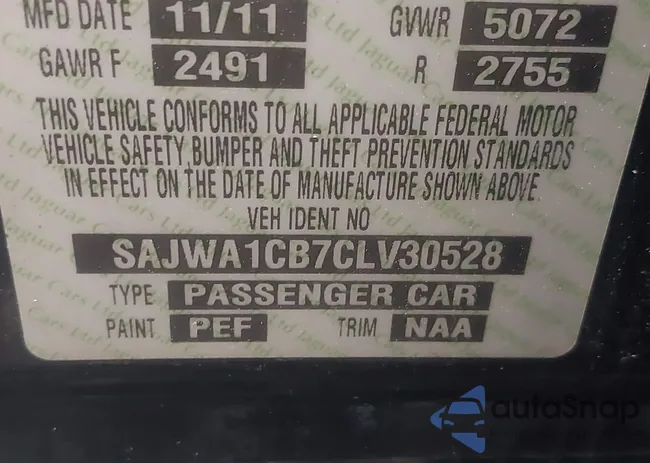 MFD DATE 11/11 GVWR 5072
GAWR F 2491 R 2755
THIS VEHICLE CONFORMS TO ALL APPLICABLE FEDERAL MOTOR
VEHICLE SAFETY, BUMPER AND THEFT PREVENTION STANDARDS
IN EFFECT ON THE DATE OF MANUFACTURE SHOWN ABOVE.
VEH IDENT NO
SAJWA1CB7CLV30528
TYPE PASSENGER CAR
PAINT PEF TRIM NAA
autoSnap